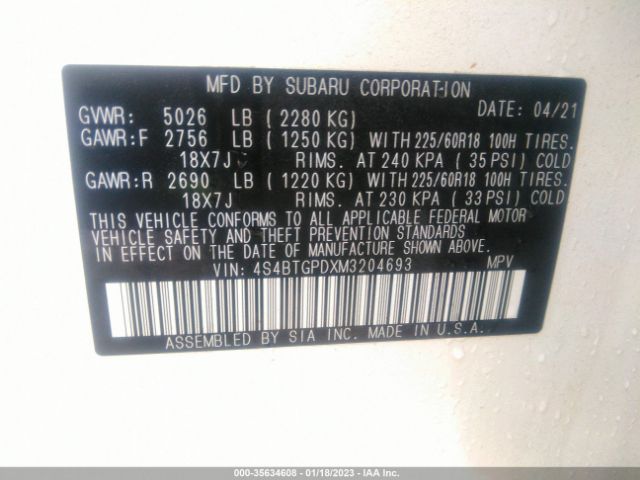 MFD BY SUBARU CORPORATION
DATE: 04/21
GVWR: 5026 LB (2280 KG)
GAWR:F 2756 LB (1250 KG) WITH 225/60R18 100H TIRES.
18X7J RIMS. AT 240 KPA (35 PSI) COLD
GAWR:R 2690 LB (1220 KG) WITH 225/60R18 100H TIRES.
18X7J RIMS. AT 230 KPA (33 PSI) COLD
THIS VEHICLE CONFORMS TO ALL APPLICABLE FEDERAL MOTOR
VEHICLE SAFETY AND THEFT PREVENTION STANDARDS
IN EFFECT ON THE DATE OF MANUFACTURE SHOWN ABOVE.
VIN: 4S4BTGPDXM3204693 MPV
ASSEMBLED BY SIA INC. MADE IN U.S.A.
000-35634608 - 01/18/2023 - IAA Inc.